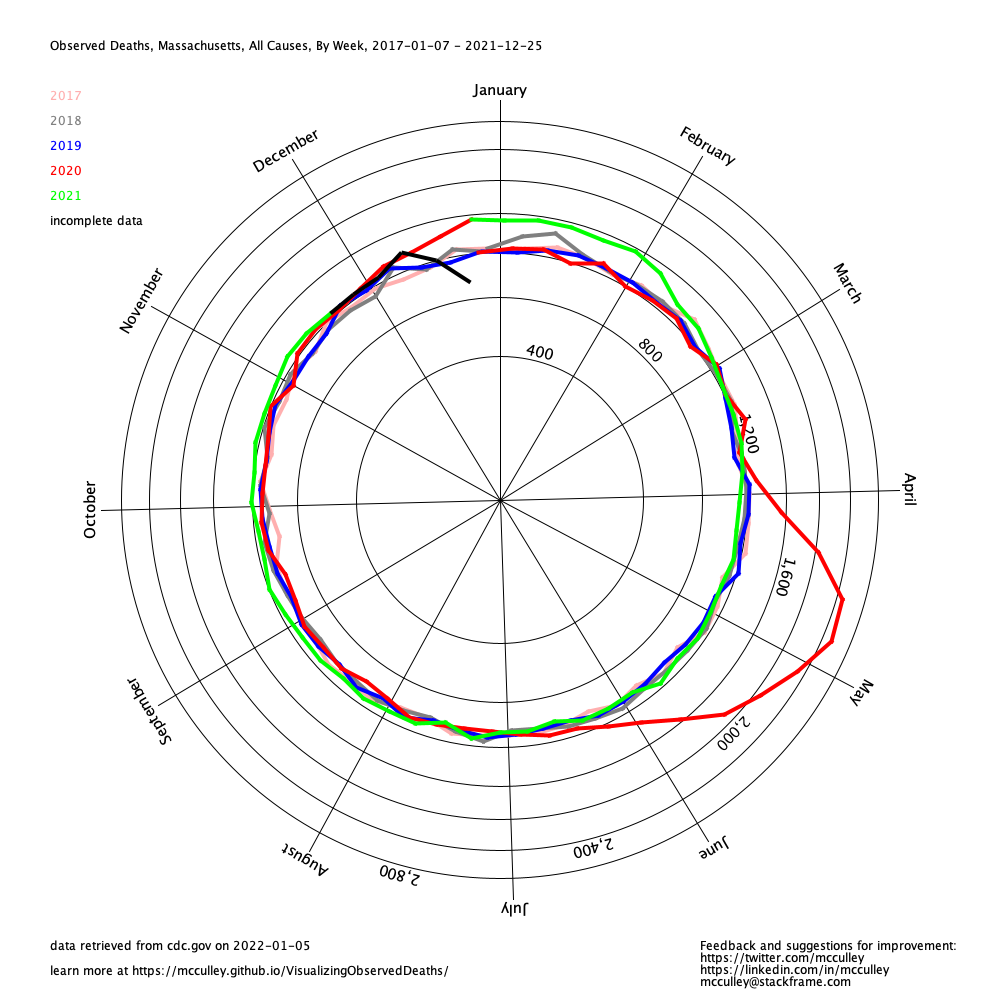 Observed Deaths, Massachusetts, All Causes, By Week, 2017-01-07 - 2021-12-25
2017
2018
2019
2020
2021
incomplete data
January
February
March
April
May
June
July
August
September
October
November
December
400
800
1,200
1,600
2,000
2,400
2,800
data retrieved from cdc.gov on 2022-01-05
learn more at https://mcculley.github.io/VisualizingObservedDeaths/
Feedback and suggestions for improvement:
https://twitter.com/mcculley
https://linkedin.com/in/mcculley
mcculley@stackframe.com